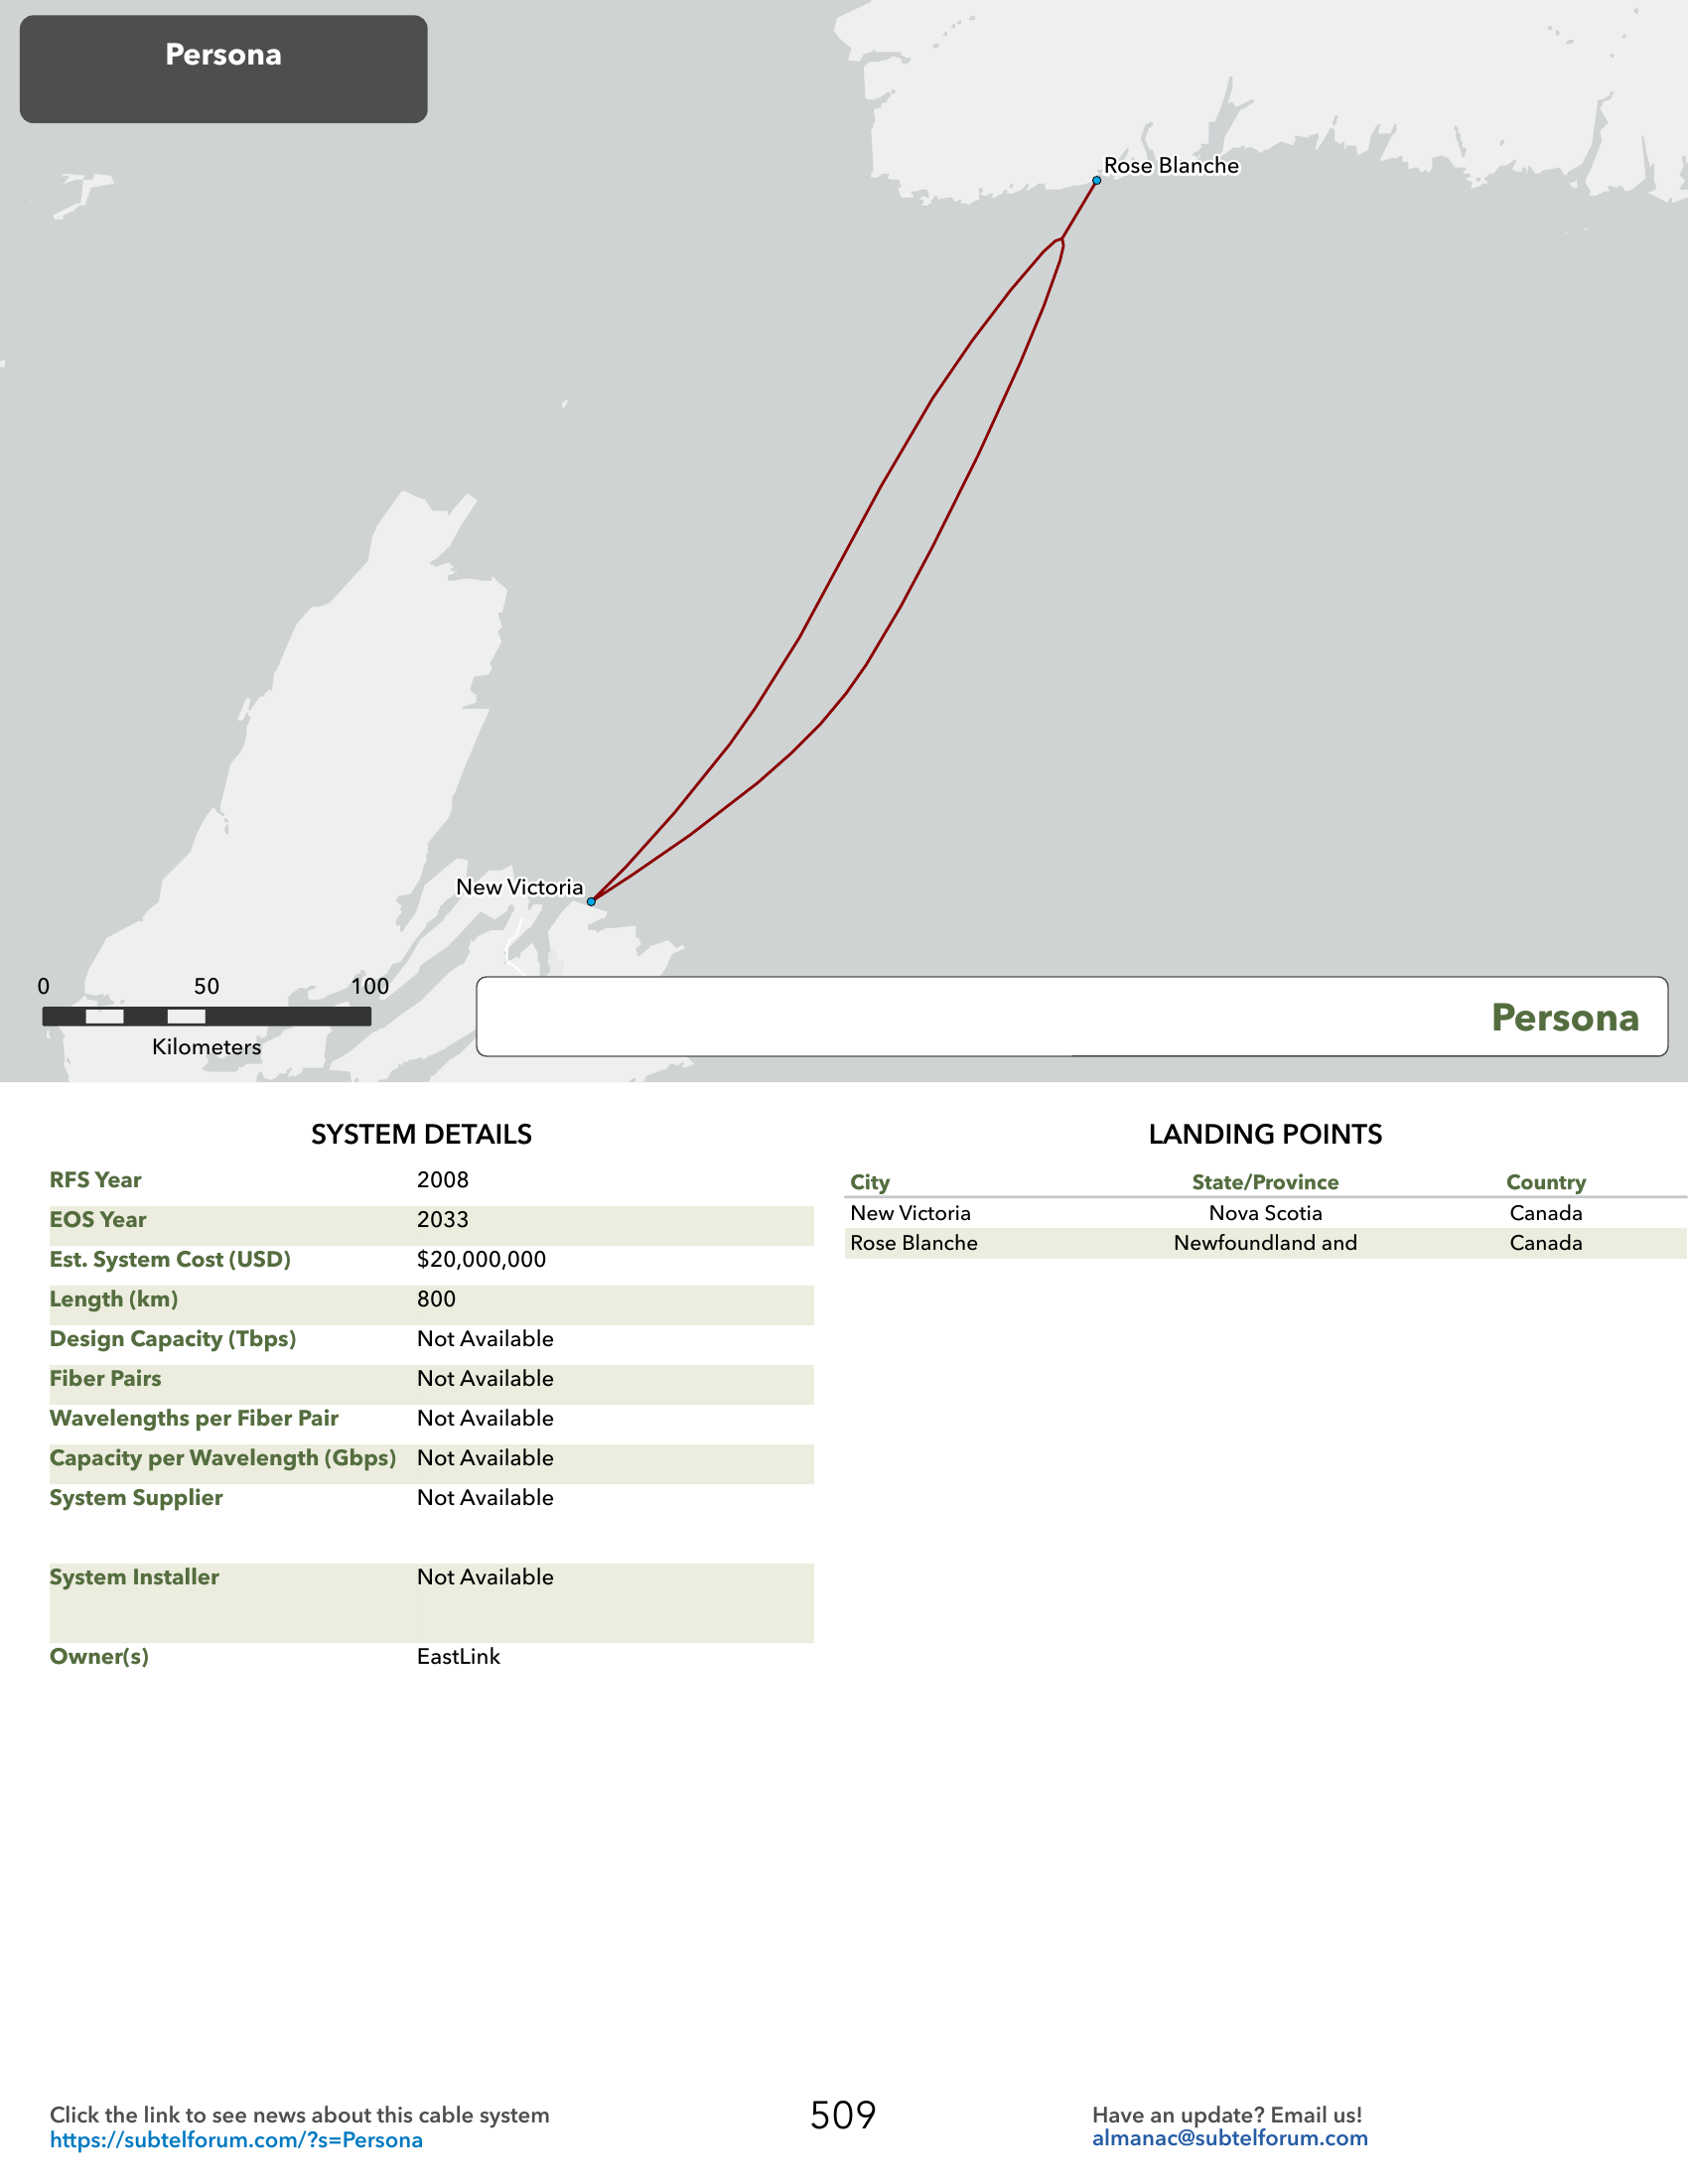 Persona
Rose Blanche
New Victoria
0 50 100
Kilometers
Persona
SYSTEM DETAILS
RFS Year 2008
EOS Year 2033
Est. System Cost (USD) $20,000,000
Length (km) 800
Design Capacity (Tbps) Not Available
Fiber Pairs Not Available
Wavelengths per Fiber Pair Not Available
Capacity per Wavelength (Gbps) Not Available
System Supplier Not Available
System Installer Not Available
Owner(s) EastLink
LANDING POINTS
City State/Province Country
New Victoria Nova Scotia Canada
Rose Blanche Newfoundland and Canada
Click the link to see news about this cable system
https://subtelforum.com/?s=Persona
509
Have an update? Email us!
almanac@subtelforum.com